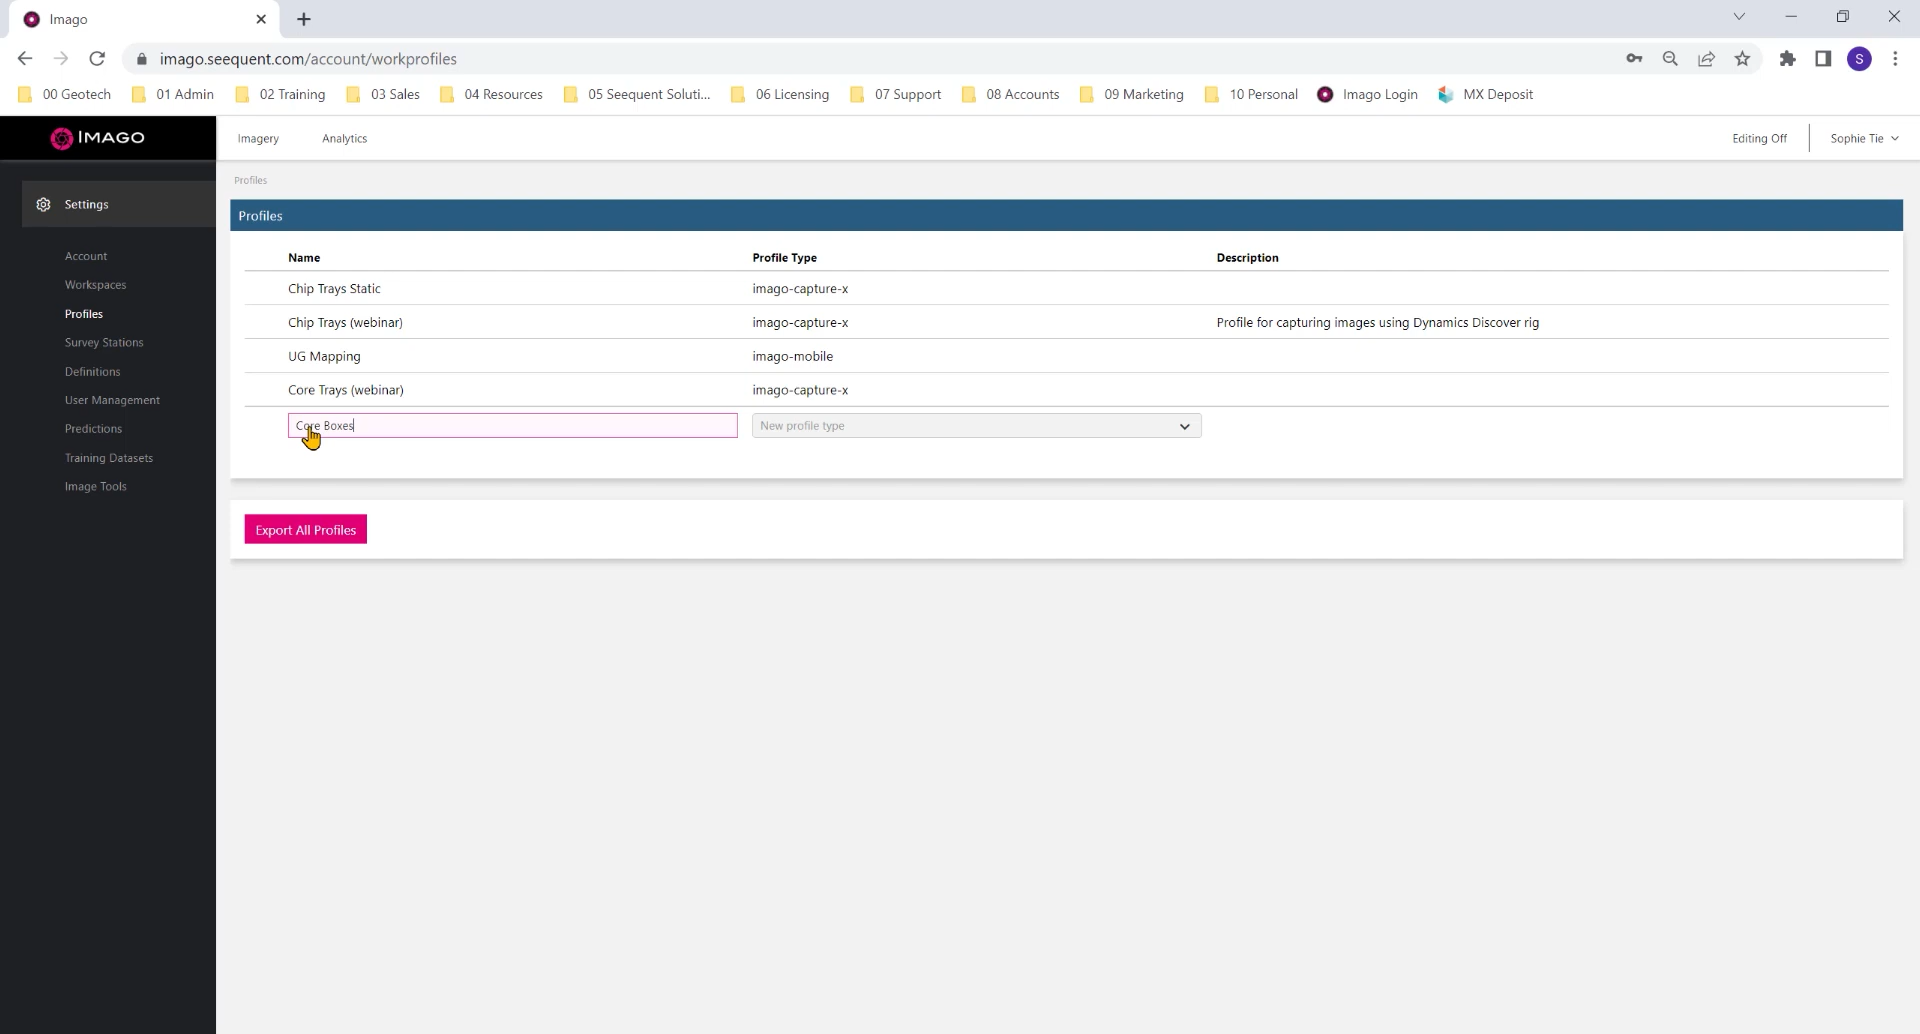 Imago
imago.seequent.com/account/workprofiles
S
00 Geotech 01 Admin 02 Training 03 Sales 04 Resources 05 Seequent Soluti... 06 Licensing 07 Support 08 Accounts 09 Marketing 10 Personal Imago Login MX Deposit
IMAGO Imagery Analytics Editing Off Sophie Tie
Profiles
Settings
Account
Workspaces
Profiles
Survey Stations
Definitions
User Management
Predictions
Training Datasets
Image Tools
Profiles
Name Profile Type Description
Chip Trays Static imago-capture-x
Chip Trays (webinar) imago-capture-x Profile for capturing images using Dynamics Discover rig
UG Mapping imago-mobile
Core Trays (webinar) imago-capture-x
Core Boxes New profile type
Export All Profiles